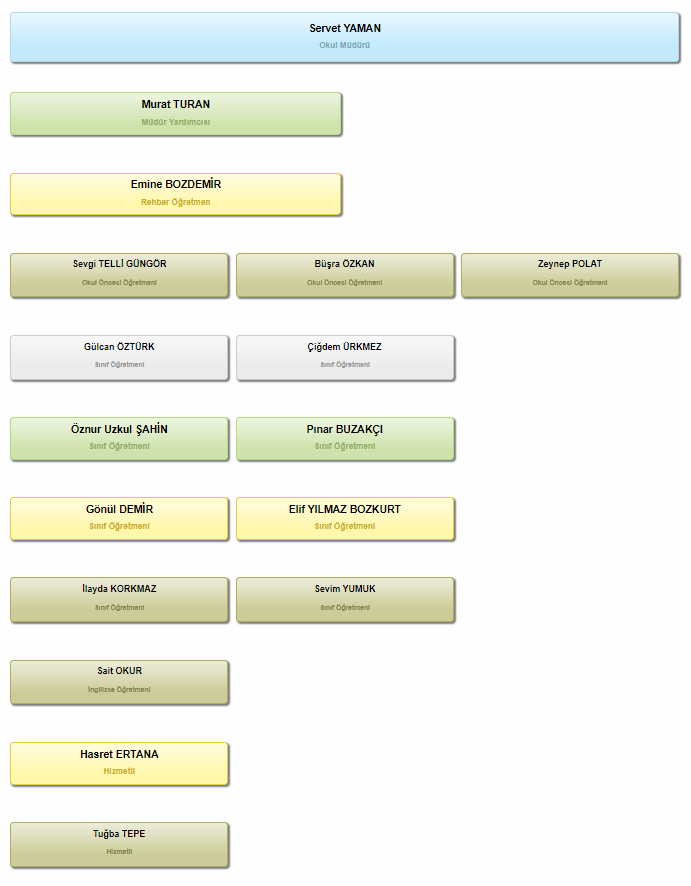 Servet YAMAN
Okul Müdürü
Murat TURAN
Müdür Yardımcısı
Emine BOZDEMİR
Rehber Öğretmen
Sevgi TELLİ GÜNGÖR
Okul Öncesi Öğretmeni
Büşra ÖZKAN
Okul Öncesi Öğretmeni
Zeynep POLAT
Okul Öncesi Öğretmeni
Gülcan ÖZTÜRK
Sınıf Öğretmeni
Çiğdem ÜRKMEZ
Sınıf Öğretmeni
Öznur Uzkul ŞAHİN
Sınıf Öğretmeni
Pınar BUZAKÇI
Sınıf Öğretmeni
Gönül DEMİR
Sınıf Öğretmeni
Elif YILMAZ BOZKURT
Sınıf Öğretmeni
İlayda KORKMAZ
Sınıf Öğretmeni
Sevim YUMUK
Sınıf Öğretmeni
Sait OKUR
İngilizce Öğretmeni
Hasret ERTANA
Hizmetli
Tuğba TEPE
Hizmetli